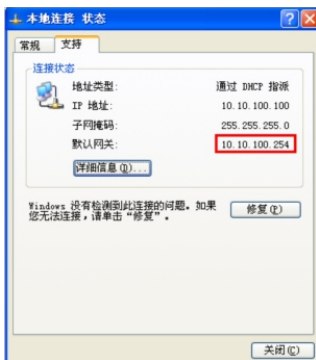 本地连接 状态
常规 支持
连接状态
地址类型: 通过 DHCP 指派
IP 地址: 10.10.100.100
子网掩码: 255.255.255.0
默认网关: 10.10.100.254
详细信息(D)...
Windows 没有检测到此连接的问题。如果
您无法连接，请单击“修复”。
修复(P)
关闭(C)